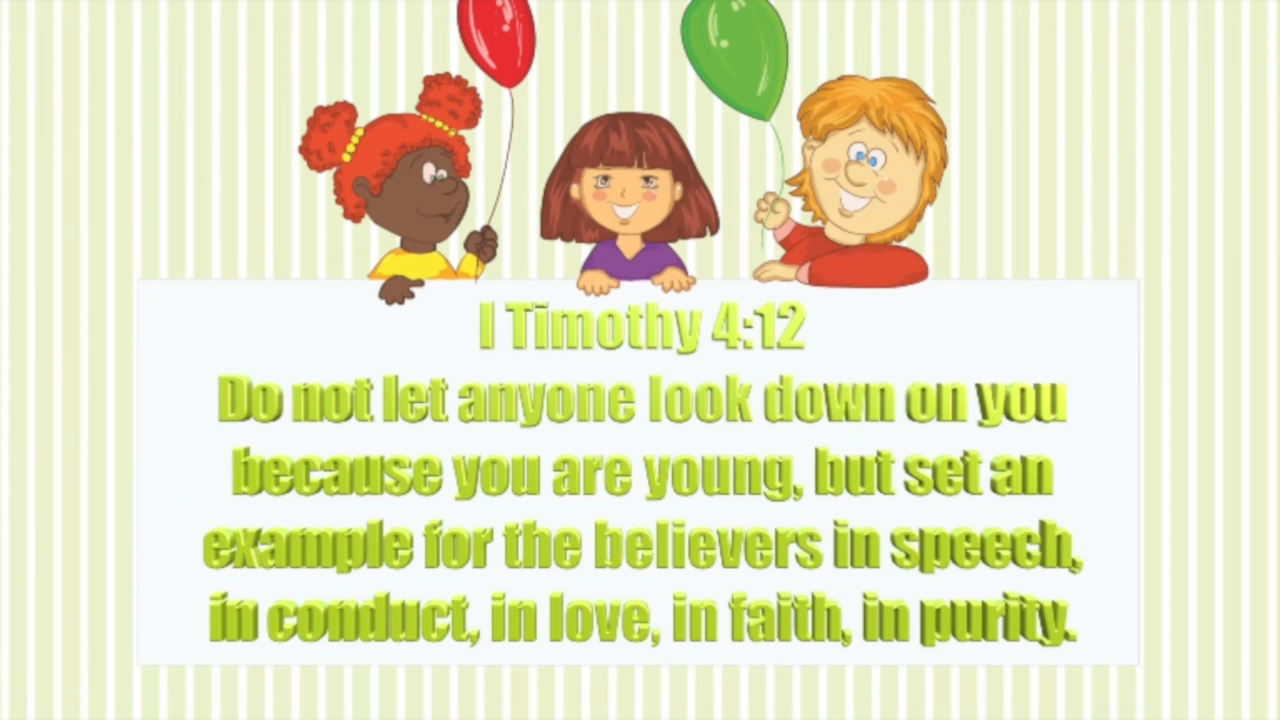 I Timothy 4:12
Do not let anyone look down on you
because you are young, but set an
example for the believers in speech,
in conduct, in love, in faith, in purity.